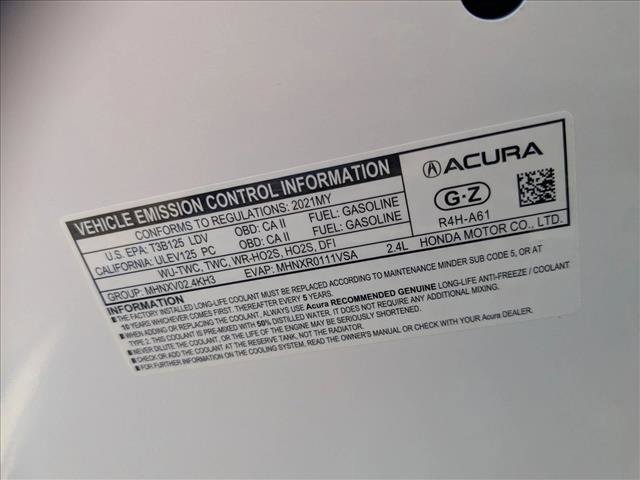 VEHICLE EMISSION CONTROL INFORMATION
CONFORMS TO REGULATIONS: 2021MY
U.S. EPA: T3B125 LDV OBD: CA II FUEL: GASOLINE
CALIFORNIA: ULEV125 PC OBD: CA II FUEL: GASOLINE
WU-TWC, TWC, WR-HO2S, HO2S, DFI
GROUP: MHNXV02.4KH3 EVAP: MHNXR0111VSA 2.4L
ACURA
G·Z
R4H-A61
HONDA MOTOR CO., LTD.
INFORMATION
■ THE FACTORY INSTALLED LONG-LIFE COOLANT MUST BE REPLACED ACCORDING TO MAINTENANCE MINDER SUB CODE 5, OR AT
10 YEARS WHICHEVER COMES FIRST. THEREAFTER EVERY 5 YEARS.
■ WHEN ADDING OR REPLACING COOLANT, ALWAYS USE Acura RECOMMENDED GENUINE LONG-LIFE ANTI-FREEZE / COOLANT
TYPE 2. THIS COOLANT IS PRE-MIXED WITH 50% DISTILLED WATER. IT DOES NOT REQUIRE ANY ADDITIONAL MIXING.
■ NEVER DILUTE THE COOLANT, OR THE LIFE OF THE ENGINE MAY BE SERIOUSLY SHORTENED.
■ CHECK OR ADD COOLANT AT THE RESERVE TANK, NOT THE RADIATOR.
■ FOR FURTHER INFORMATION ON THE COOLING SYSTEM, READ THE OWNER'S MANUAL OR CHECK WITH YOUR Acura DEALER.